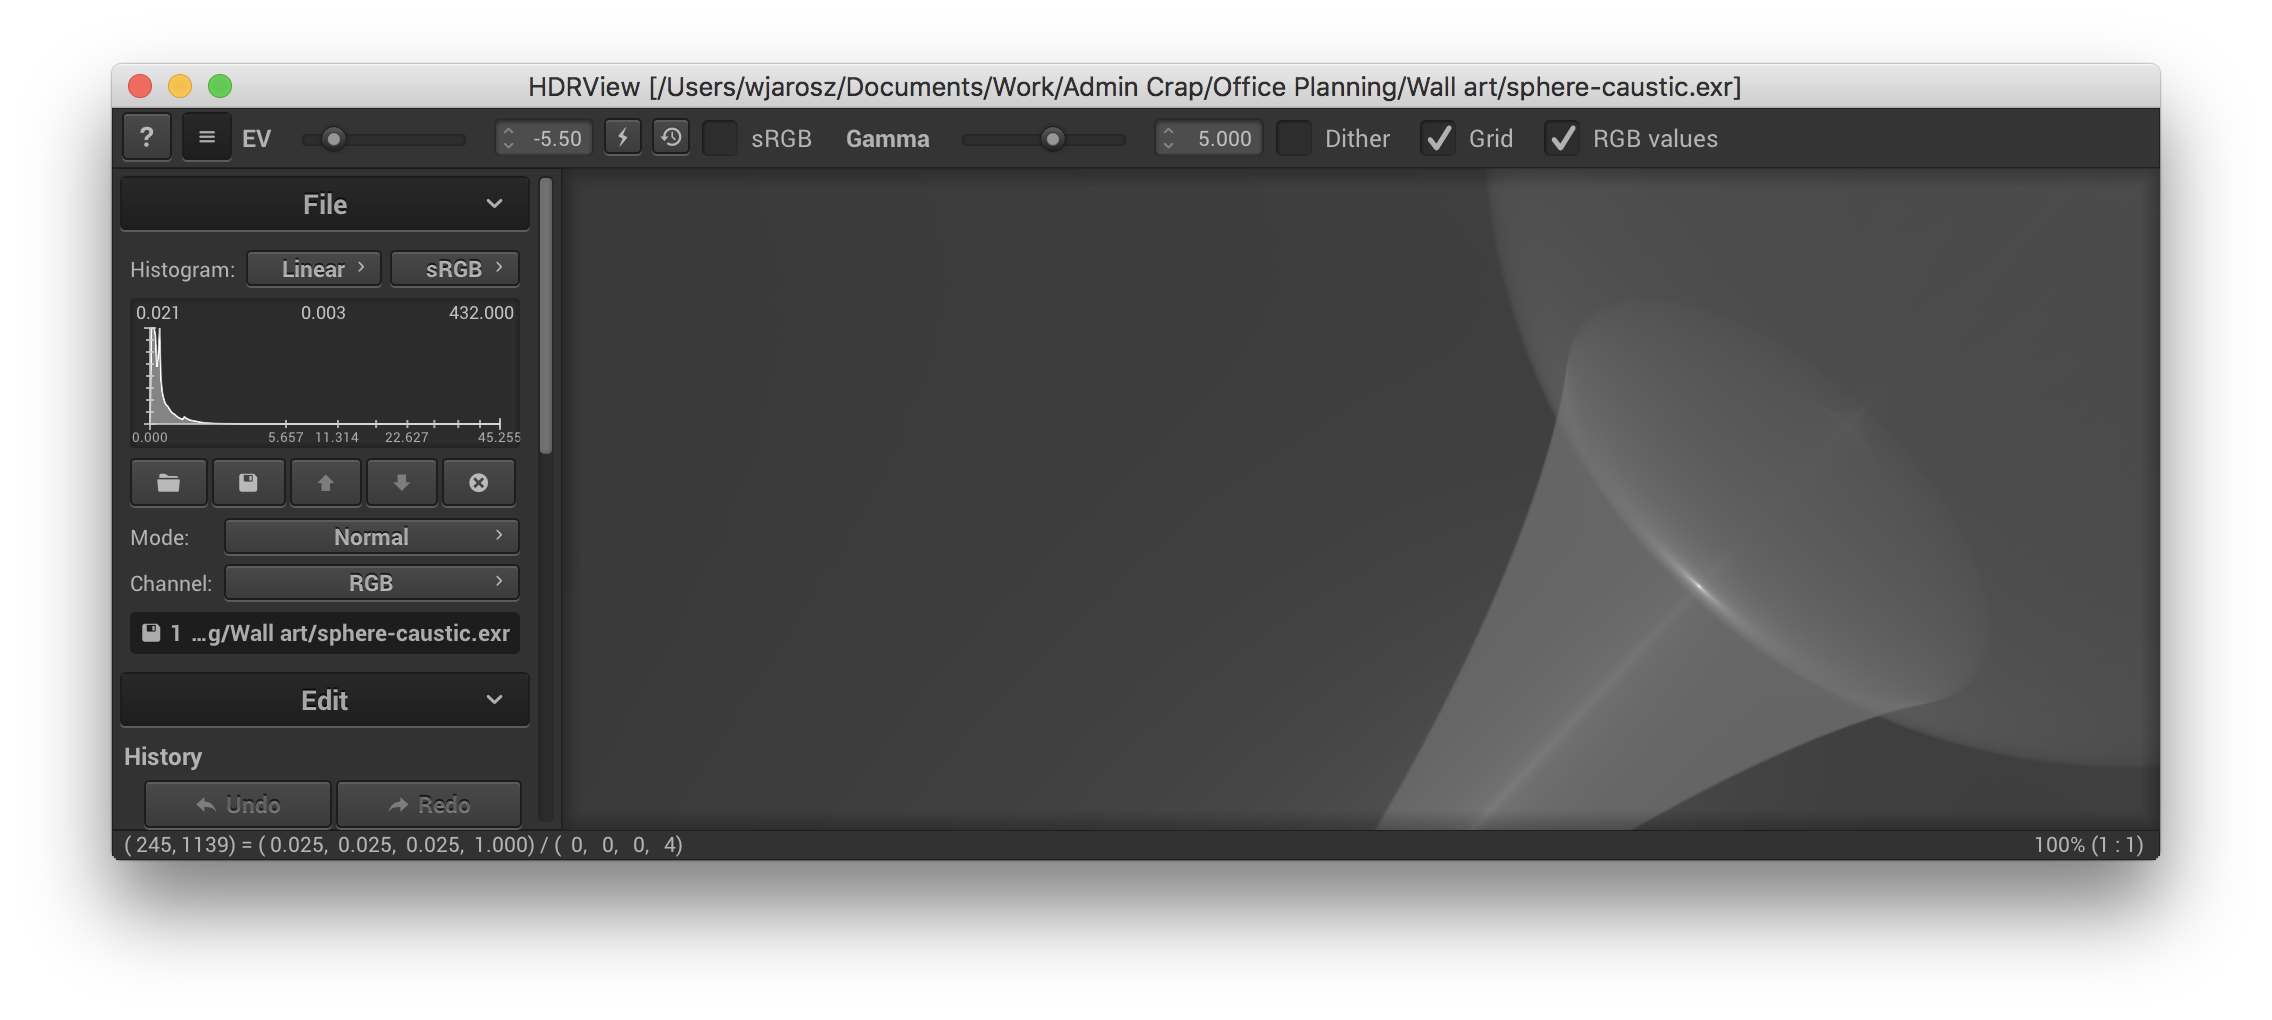 HDRView [/Users/wjarosz/Documents/Work/Admin Crap/Office Planning/Wall art/sphere-caustic.exr]
? EV -5.50 sRGB Gamma 5.000 Dither Grid RGB values
File
Histogram: Linear sRGB
0.021 0.003 432.000
0.000 5.657 11.314 22.627 45.255
Mode: Normal
Channel: RGB
1 ...g/Wall art/sphere-caustic.exr
Edit
History
Undo Redo
( 245, 1139) = ( 0.025, 0.025, 0.025, 1.000) / ( 0, 0, 0, 4) 100% (1 : 1)